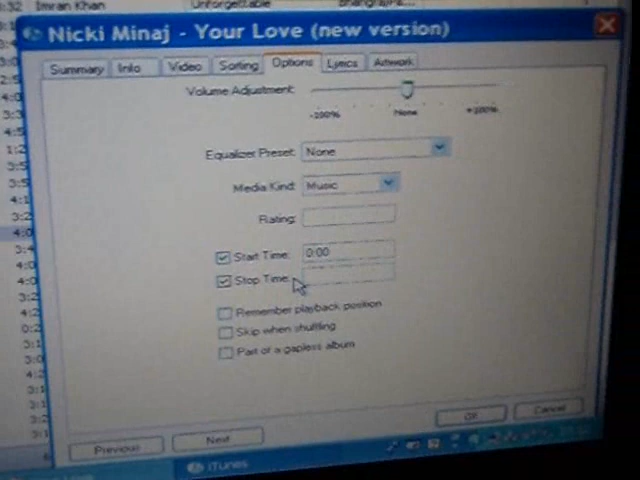 :32 Imran Khan Unforgettable
Nicki Minaj - Your Love (new version)
Summary Info Video Sorting Options Lyrics Artwork
Volume Adjustment:
-100% None +100%
Equalizer Preset: None
Media Kind: Music
Rating:
Start Time: 0:00
Stop Time:
Remember playback position
Skip when shuffling
Part of a gapless album
OK Cancel
Previous Next
iTunes